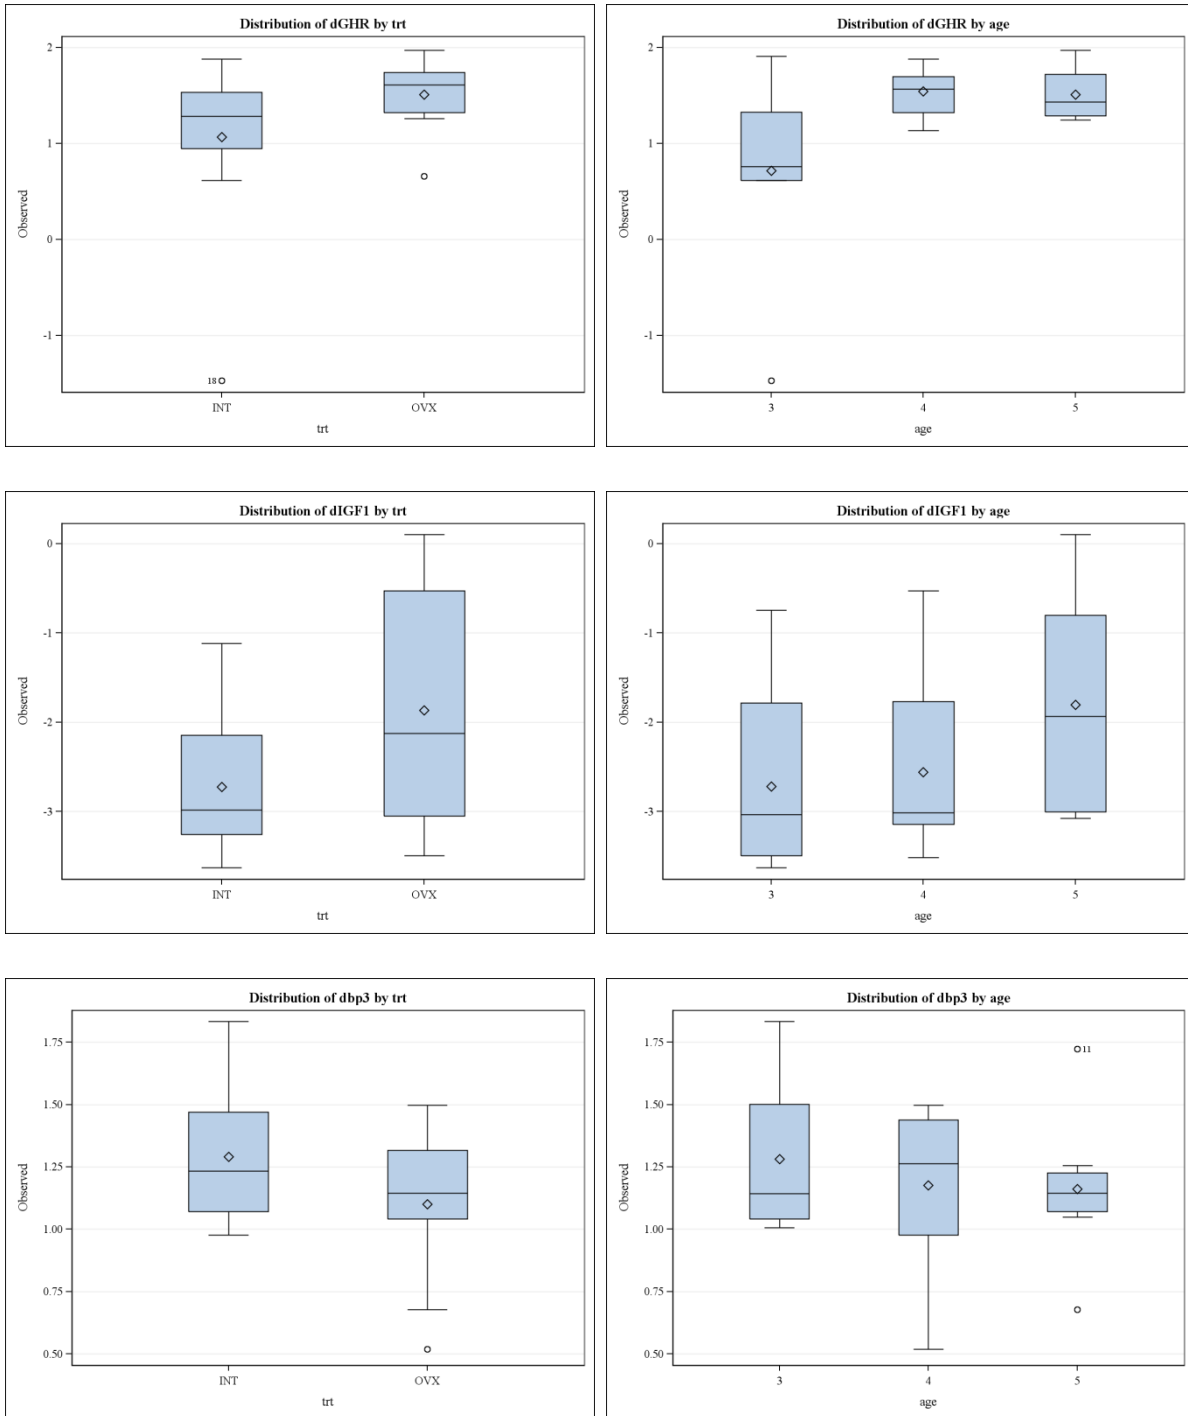 Distribution of dGHR by trt
2
1
0
-1
Observed
18
INT OVX
trt
Distribution of dGHR by age
2
1
0
-1
Observed
3 4 5
age
Distribution of dIGF1 by trt
0
-1
-2
-3
Observed
INT OVX
trt
Distribution of dIGF1 by age
0
-1
-2
-3
Observed
3 4 5
age
Distribution of dbp3 by trt
1.75
1.50
1.25
1.00
0.75
0.50
Observed
INT OVX
trt
Distribution of dbp3 by age
1.75
1.50
1.25
1.00
0.75
0.50
Observed
11
3 4 5
age